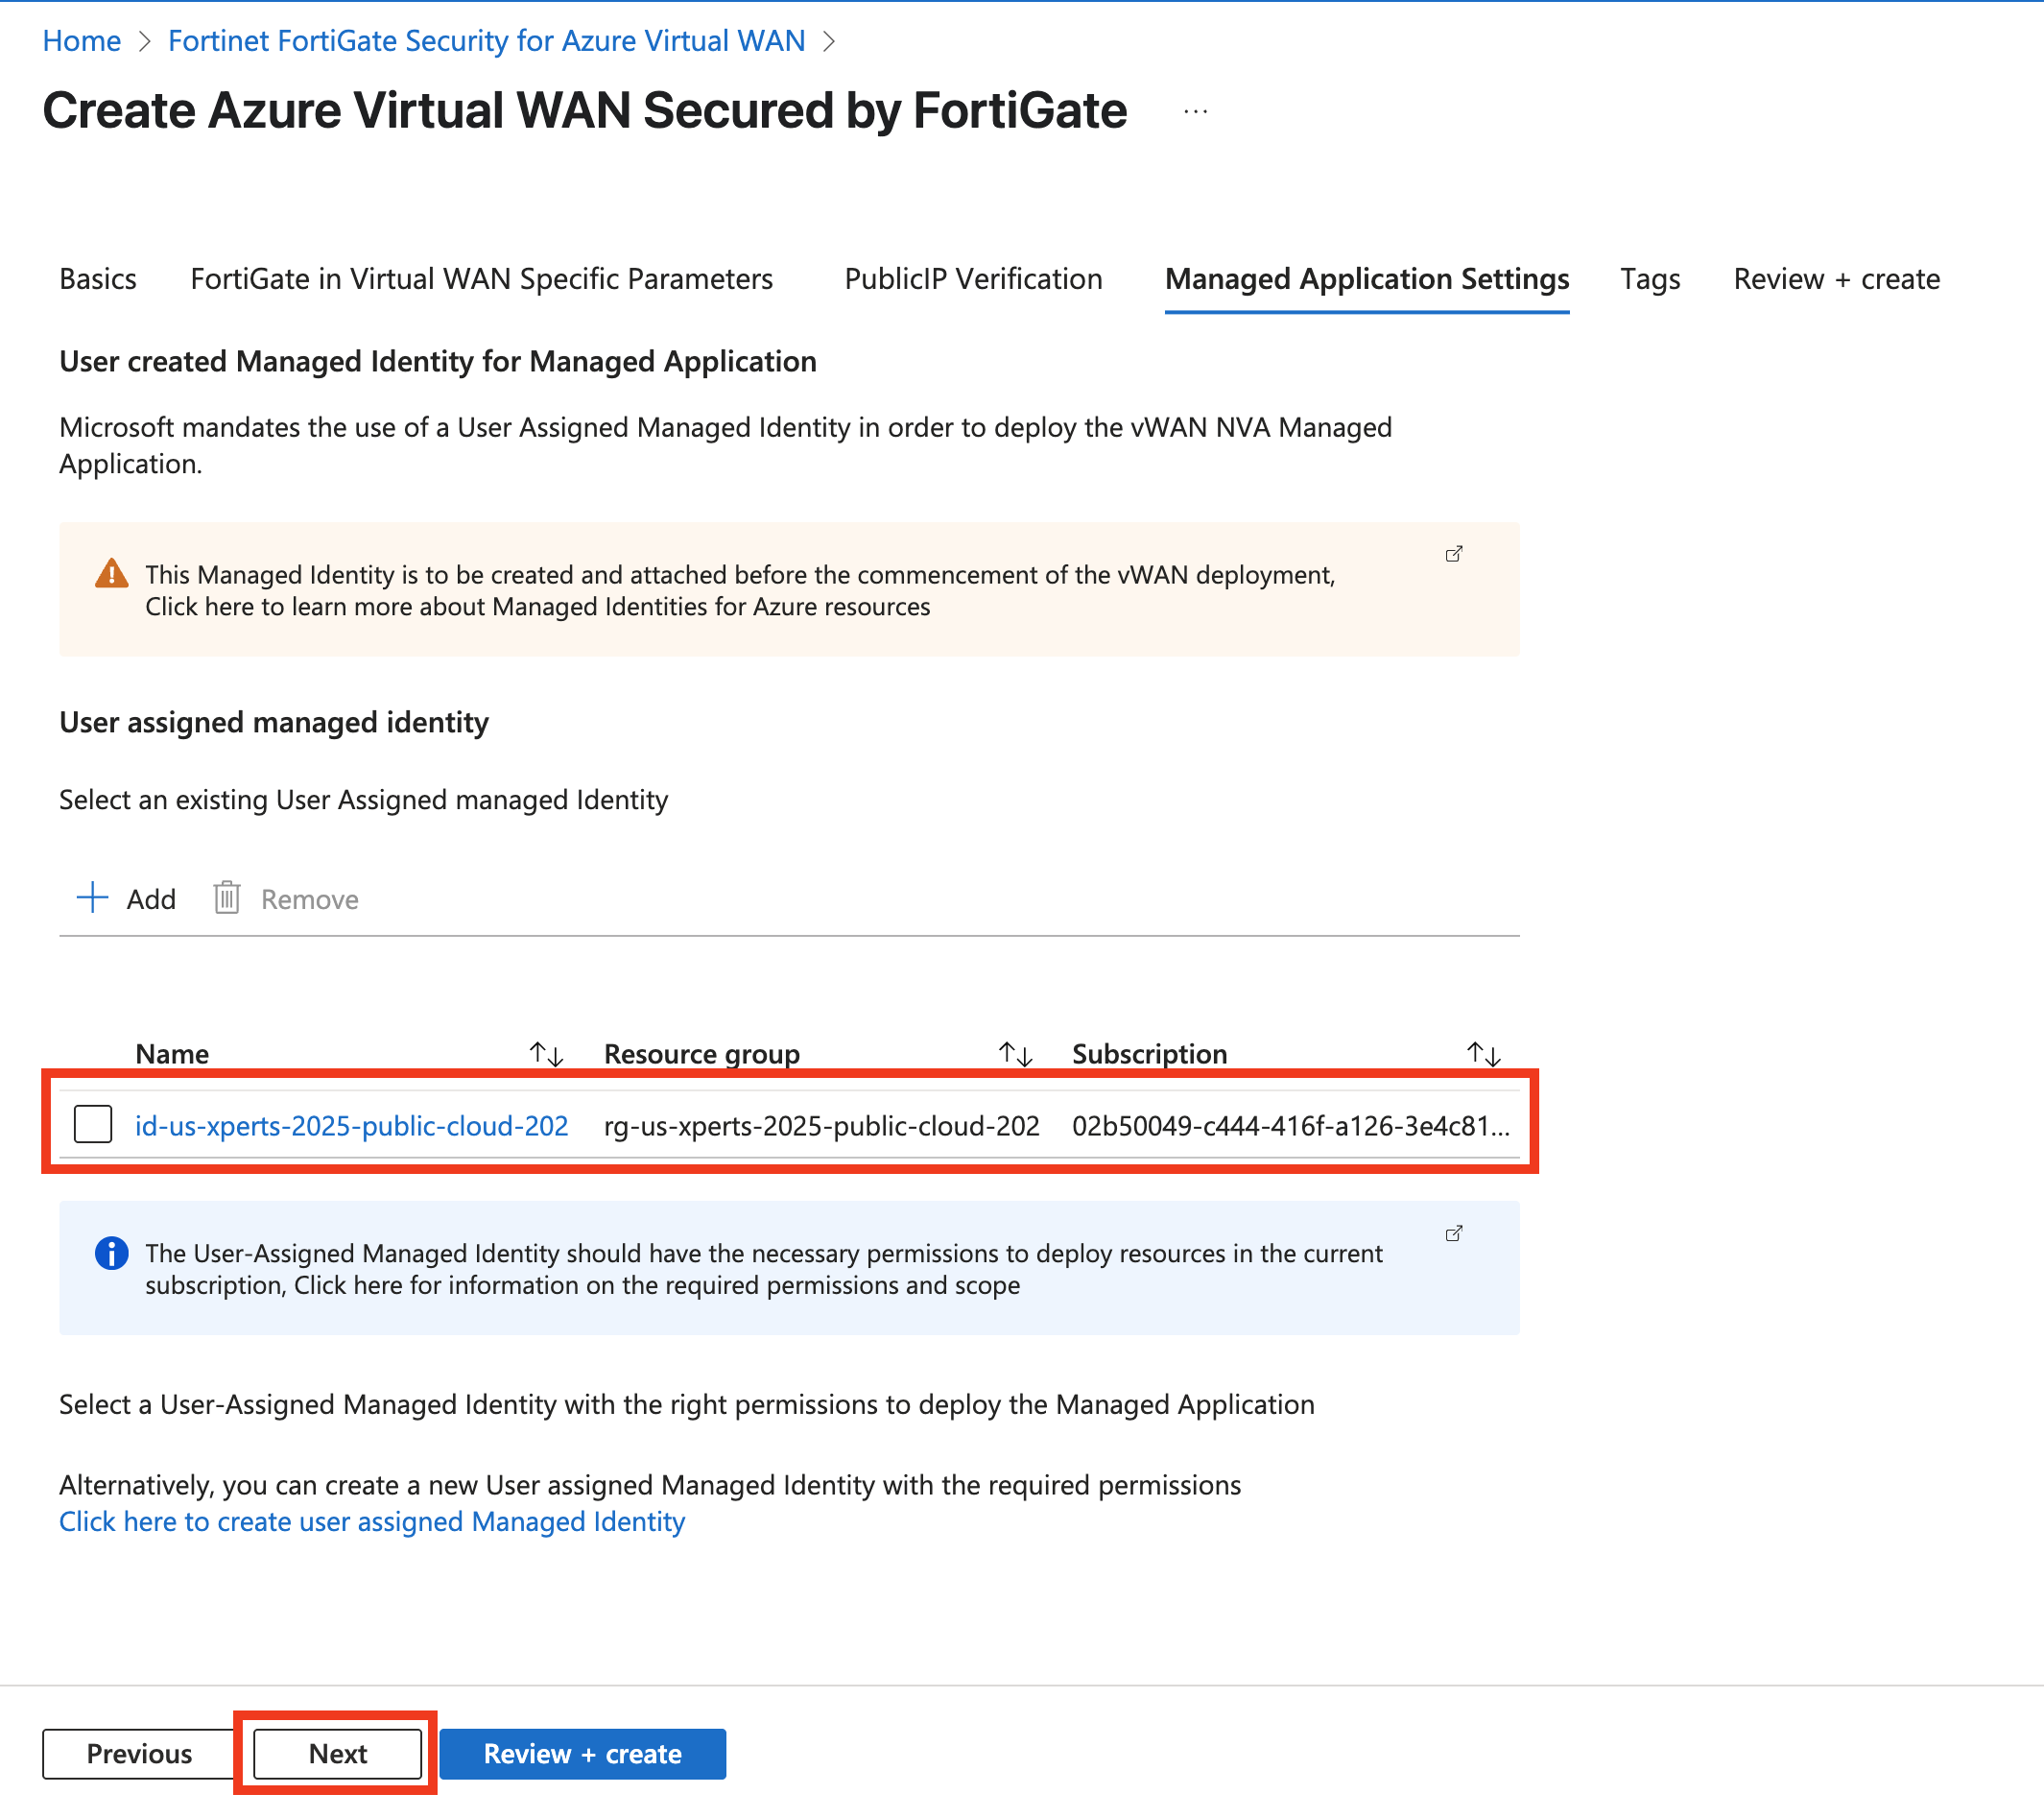 Home > Fortinet FortiGate Security for Azure Virtual WAN >
Create Azure Virtual WAN Secured by FortiGate ...
Basics FortiGate in Virtual WAN Specific Parameters PublicIP Verification Managed Application Settings Tags Review + create
User created Managed Identity for Managed Application
Microsoft mandates the use of a User Assigned Managed Identity in order to deploy the vWAN NVA Managed
Application.
This Managed Identity is to be created and attached before the commencement of the vWAN deployment,
Click here to learn more about Managed Identities for Azure resources
User assigned managed identity
Select an existing User Assigned managed Identity
Add Remove
Name Resource group Subscription
id-us-xperts-2025-public-cloud-202 rg-us-xperts-2025-public-cloud-202 02b50049-c444-416f-a126-3e4c81...
The User-Assigned Managed Identity should have the necessary permissions to deploy resources in the current
subscription, Click here for information on the required permissions and scope
Select a User-Assigned Managed Identity with the right permissions to deploy the Managed Application
Alternatively, you can create a new User assigned Managed Identity with the required permissions
Click here to create user assigned Managed Identity
Previous Next Review + create